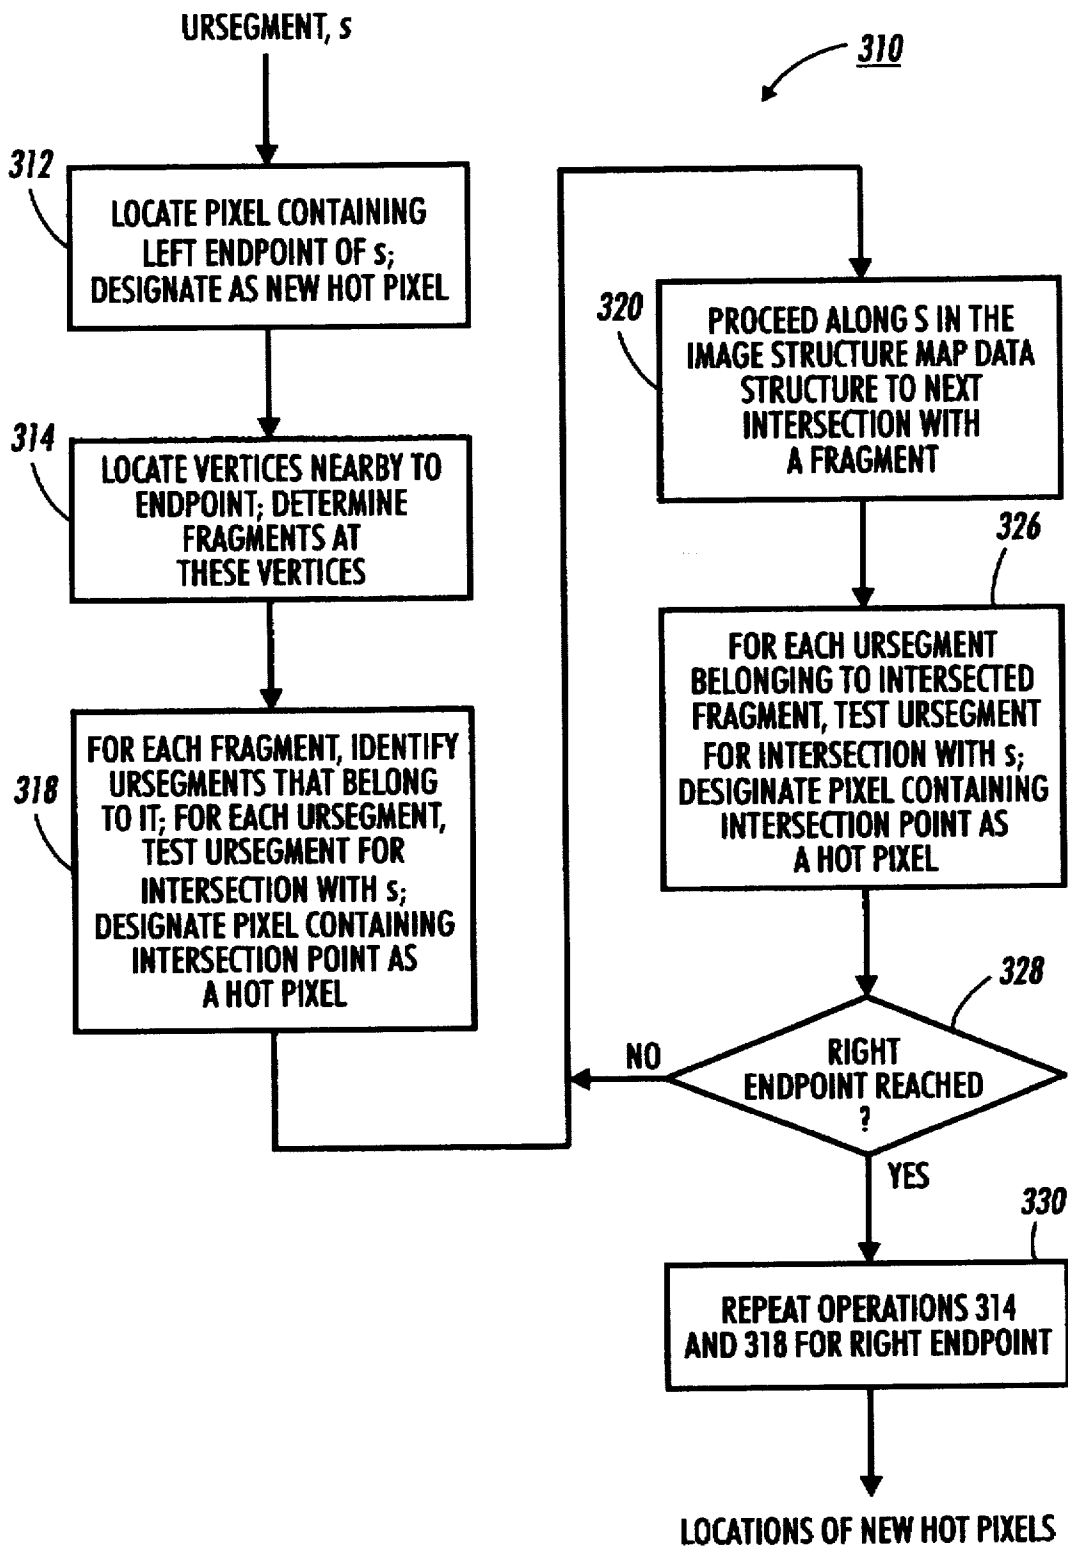 URSEGMENT, s
310
312
LOCATE PIXEL CONTAINING
LEFT ENDPOINT OF s;
DESIGNATE AS NEW HOT PIXEL
314
LOCATE VERTICES NEARBY TO
ENDPOINT; DETERMINE
FRAGMENTS AT
THESE VERTICES
318
FOR EACH FRAGMENT, IDENTIFY
URSEGMENTS THAT BELONG
TO IT; FOR EACH URSEGMENT,
TEST URSEGMENT FOR
INTERSECTION WITH s;
DESIGNATE PIXEL CONTAINING
INTERSECTION POINT AS
A HOT PIXEL
320
PROCEED ALONG S IN THE
IMAGE STRUCTURE MAP DATA
STRUCTURE TO NEXT
INTERSECTION WITH
A FRAGMENT
326
FOR EACH URSEGMENT
BELONGING TO INTERSECTED
FRAGMENT, TEST URSEGMENT
FOR INTERSECTION WITH s;
DESIGINATE PIXEL CONTAINING
INTERSECTION POINT AS
A HOT PIXEL
328
RIGHT
ENDPOINT REACHED
?
NO
YES
330
REPEAT OPERATIONS 314
AND 318 FOR RIGHT ENDPOINT
LOCATIONS OF NEW HOT PIXELS